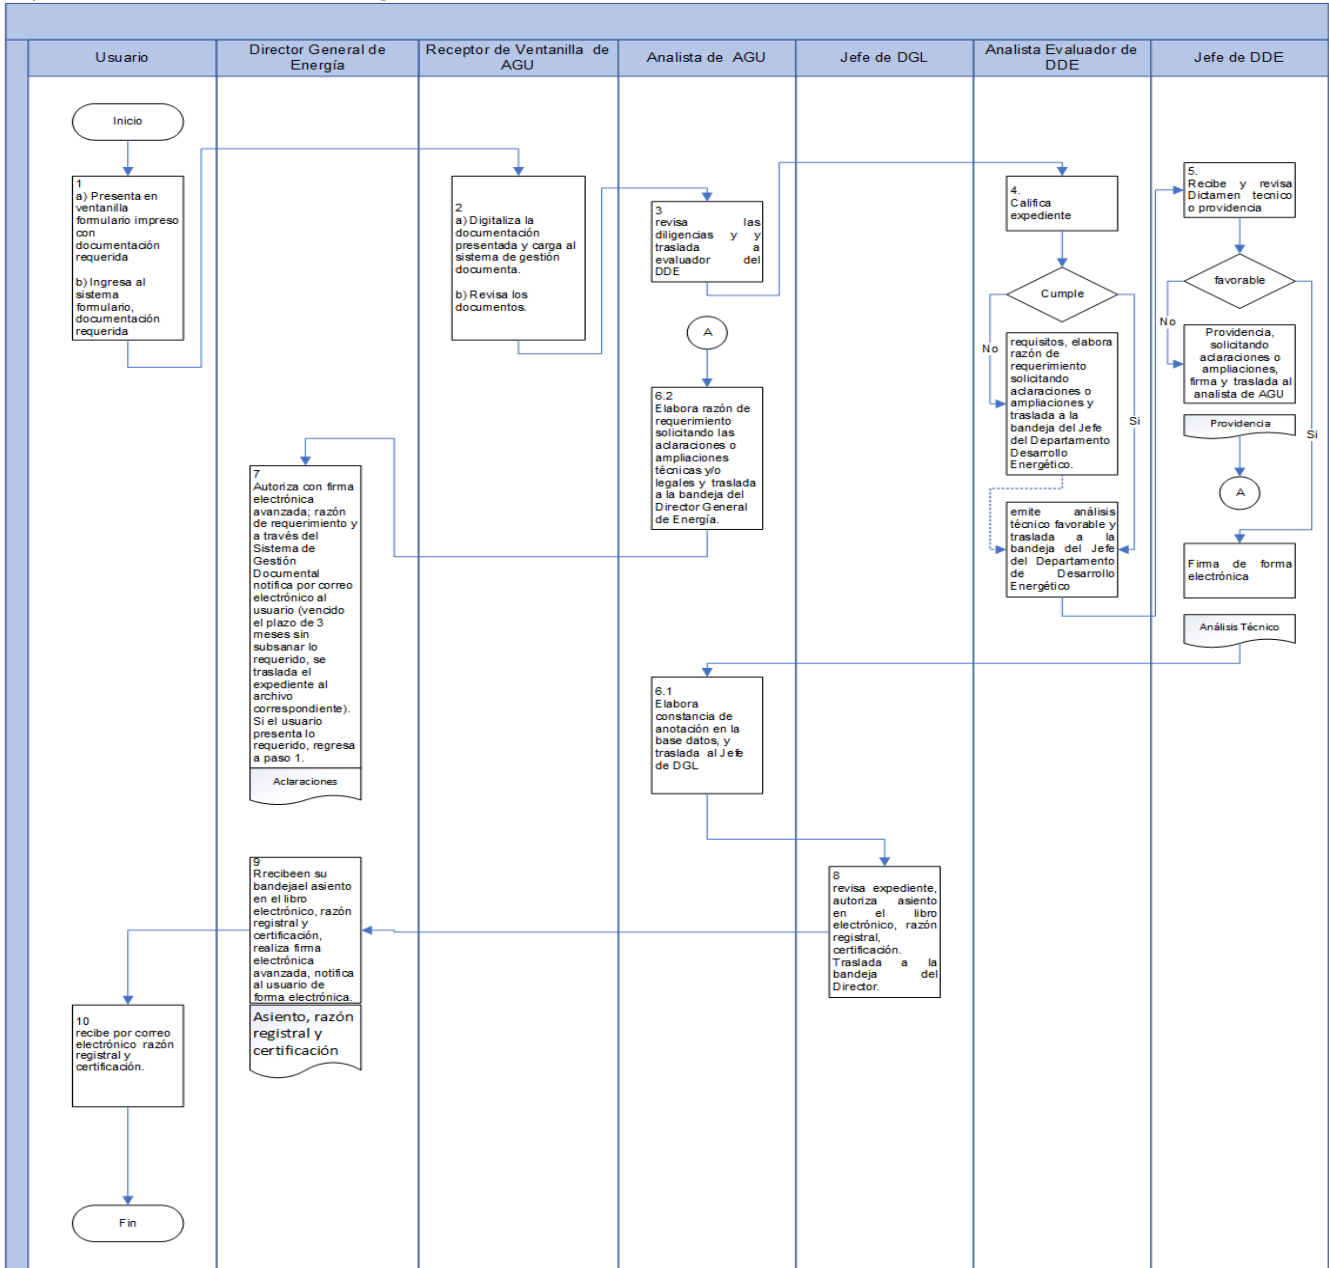 Usuario
Director General de
Energía
Receptor de Ventanilla de
AGU
Analista de AGU
Jefe de DGL
Analista Evaluador de
DDE
Jefe de DDE
Inicio
1
a) Presenta en
ventanilla
formulario impreso
con
documentación
requerida
b) Ingresa al
sistema
formulario,
documentación
requerida
2
a) Digitaliza la
documentación
presentada y carga al
sistema de gestión
documenta.
b) Revisa los
documentos.
3
revisa las
diligencias y y
traslada a
evaluador del
DDE
4.
Califica
expediente
5.
Recibe y revisa
Dictamen tecnico
o providencia
Cumple
favorable
No
Si
No
Si
requisitos, elabora
razón de
requerimiento
solicitando
aclaraciones o
ampliaciones y
traslada a la
bandeja del Jefe
del Departamento
Desarrollo
Energético.
Providencia,
solicitando
aclaraciones o
ampliaciones,
firma y traslada al
analista de AGU
Providencia
A
A
6.2
Elabora razón de
requerimiento
solicitando las
aclaraciones o
ampliaciones
técnicas y/o
legales y traslada
a la bandeja del
Director General
de Energía.
7
Autoriza con firma
electrónica
avanzada; razón
de requerimiento y
a través del
Sistema de
Gestión
Documental
notifica por correo
electrónico al
usuario (vencido
el plazo de 3
meses sin
subsanar lo
requerido, se
traslada el
expediente al
archivo
correspondiente).
Si el usuario
presenta lo
requerido, regresa
a paso 1.
Aclaraciones
emite análisis
técnico favorable y
traslada a la
bandeja del Jefe
del Departamento
de Desarrollo
Energético
Firma de forma
electrónica
Análisis Técnico
6.1
Elabora
constancia de
anotación en la
base datos, y
traslada al Jefe
de DGL
8
revisa expediente,
autoriza asiento
en el libro
electrónico, razón
registral,
certificación.
Traslada a la
bandeja del
Director.
9
Rrecibeen su
bandejael asiento
en el libro
electrónico, razón
registral y
certificación,
realiza firma
electrónica
avanzada, notifica
al usuario de
forma electrónica.
Asiento, razón
registral y
certificación
10
recibe por correo
electrónico razón
registral y
certificación.
Fin